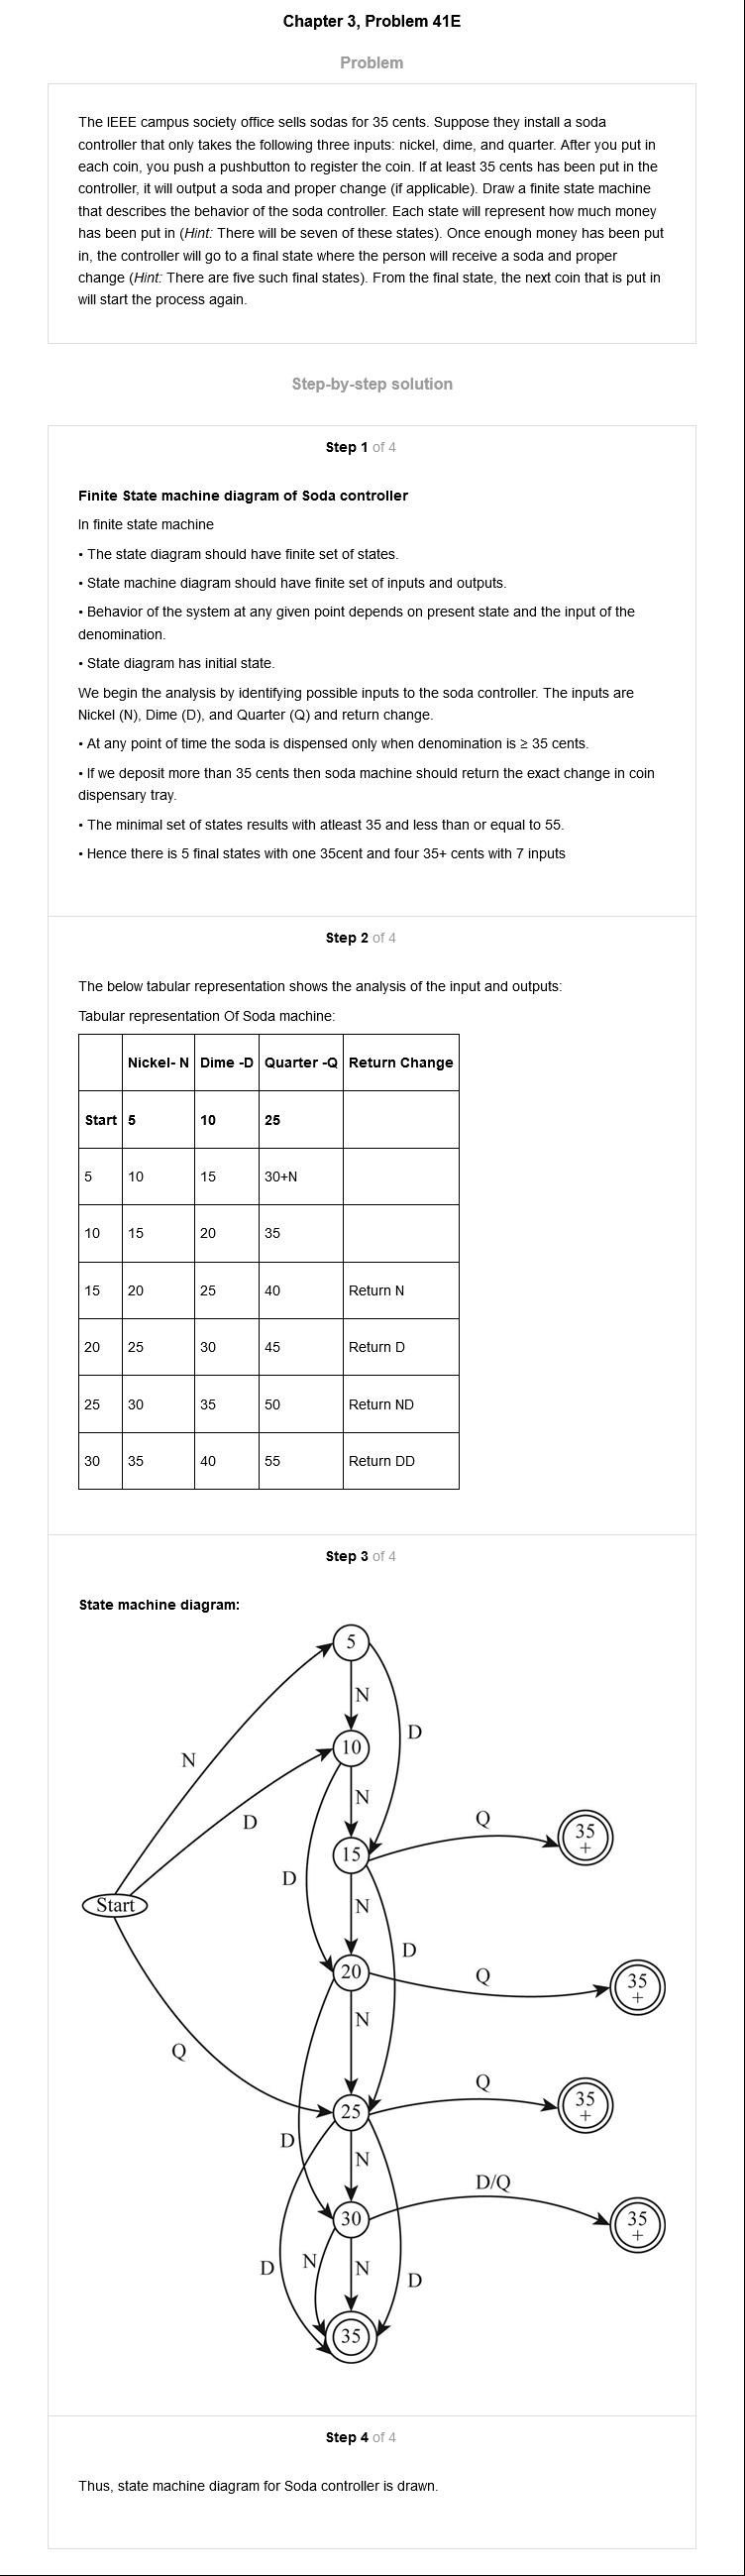 Chapter 3, Problem 41E
Problem
The IEEE campus society office sells sodas for 35 cents. Suppose they install a soda
controller that only takes the following three inputs: nickel, dime, and quarter. After you put in
each coin, you push a pushbutton to register the coin. If at least 35 cents has been put in the
controller, it will output a soda and proper change (if applicable). Draw a finite state machine
that describes the behavior of the soda controller. Each state will represent how much money
has been put in (Hint: There will be seven of these states). Once enough money has been put
in, the controller will go to a final state where the person will receive a soda and proper
change (Hint: There are five such final states). From the final state, the next coin that is put in
will start the process again.
Step-by-step solution
Step 1 of 4
Finite State machine diagram of Soda controller
In finite state machine
• The state diagram should have finite set of states.
• State machine diagram should have finite set of inputs and outputs.
• Behavior of the system at any given point depends on present state and the input of the
denomination.
• State diagram has initial state.
We begin the analysis by identifying possible inputs to the soda controller. The inputs are
Nickel (N), Dime (D), and Quarter (Q) and return change.
• At any point of time the soda is dispensed only when denomination is ≥ 35 cents.
• If we deposit more than 35 cents then soda machine should return the exact change in coin
dispensary tray.
• The minimal set of states results with atleast 35 and less than or equal to 55.
• Hence there is 5 final states with one 35cent and four 35+ cents with 7 inputs
Step 2 of 4
The below tabular representation shows the analysis of the input and outputs:
Tabular representation Of Soda machine:
Nickel- N Dime -D Quarter -Q Return Change
Start 5 10 25
5 10 15 30+N
10 15 20 35
15 20 25 40 Return N
20 25 30 45 Return D
25 30 35 50 Return ND
30 35 40 55 Return DD
Step 3 of 4
State machine diagram:
5
N
D
N
10
D
N
Q
35
+
15
D
Start
N
D
20
Q
35
+
N
Q
Q
35
+
25
D
N
D/Q
30
35
+
D
N
N
D
35
Step 4 of 4
Thus, state machine diagram for Soda controller is drawn.